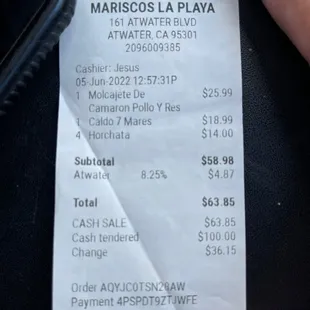 MARISCOS LA PLAYA
161 ATWATER BLVD
ATWATER, CA 95301
2096009385
Cashier: Jesus
05-Jun-2022 12:57:31P
1 Molcajete De Camaron Pollo Y Res $25.99
1 Caldo 7 Mares $18.99
4 Horchata $14.00
Subtotal $58.98
Atwater 8.25% $4.87
Total $63.85
CASH SALE $63.85
Cash tendered $100.00
Change $36.15
Order AQYJC0TSN28AW
Payment 4PSPDT9ZTJWFE